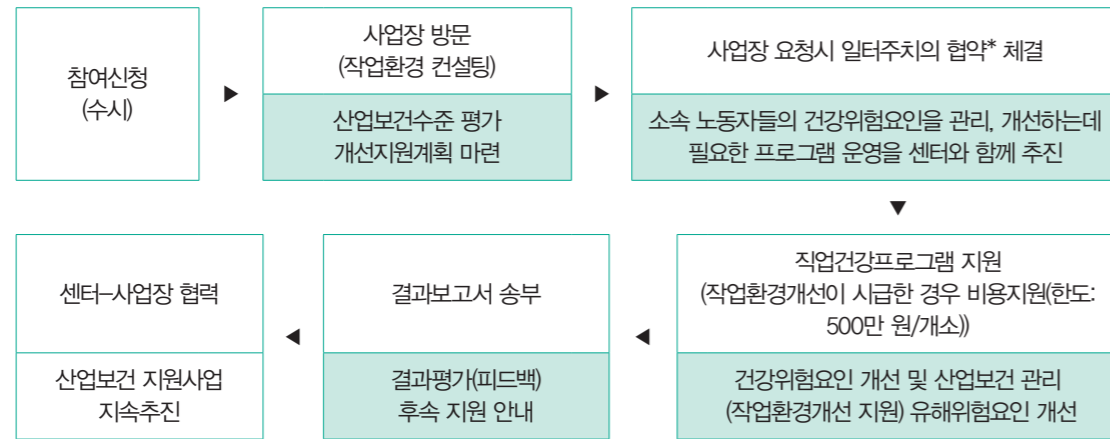 참여신청
(수시)
▶
사업장 방문
(작업환경 컨설팅)
산업보건수준 평가
개선지원계획 마련
▶
사업장 요청시 일터주치의 협약* 체결
소속 노동자들의 건강위험요인을 관리, 개선하는데
필요한 프로그램 운영을 센터와 함께 추진
▼
직업건강프로그램 지원
(작업환경개선이 시급한 경우 비용지원(한도:
500만 원/개소))
건강위험요인 개선 및 산업보건 관리
(작업환경개선 지원) 유해위험요인 개선
◀
결과보고서 송부
결과평가(피드백)
후속 지원 안내
◀
센터–사업장 협력
산업보건 지원사업
지속추진